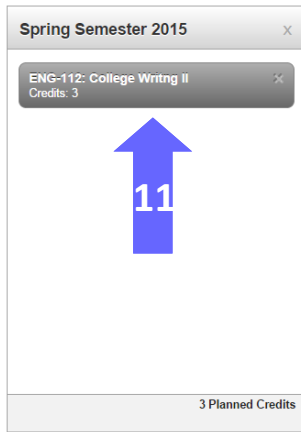 Spring Semester 2015 x
ENG-112: College Writng II x
Credits: 3
11
3 Planned Credits